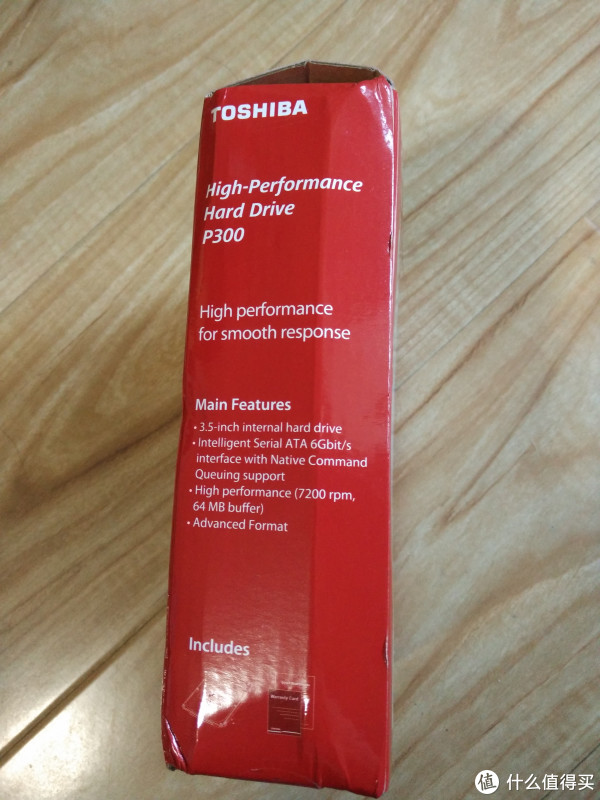 TOSHIBA
High-Performance
Hard Drive
P300
High performance
for smooth response
Main Features
• 3.5-inch internal hard drive
• Intelligent Serial ATA 6Gbit/s
interface with Native Command
Queuing support
• High performance (7200 rpm,
64 MB buffer)
• Advanced Format
Includes
Warranty Card
值 什么值得买